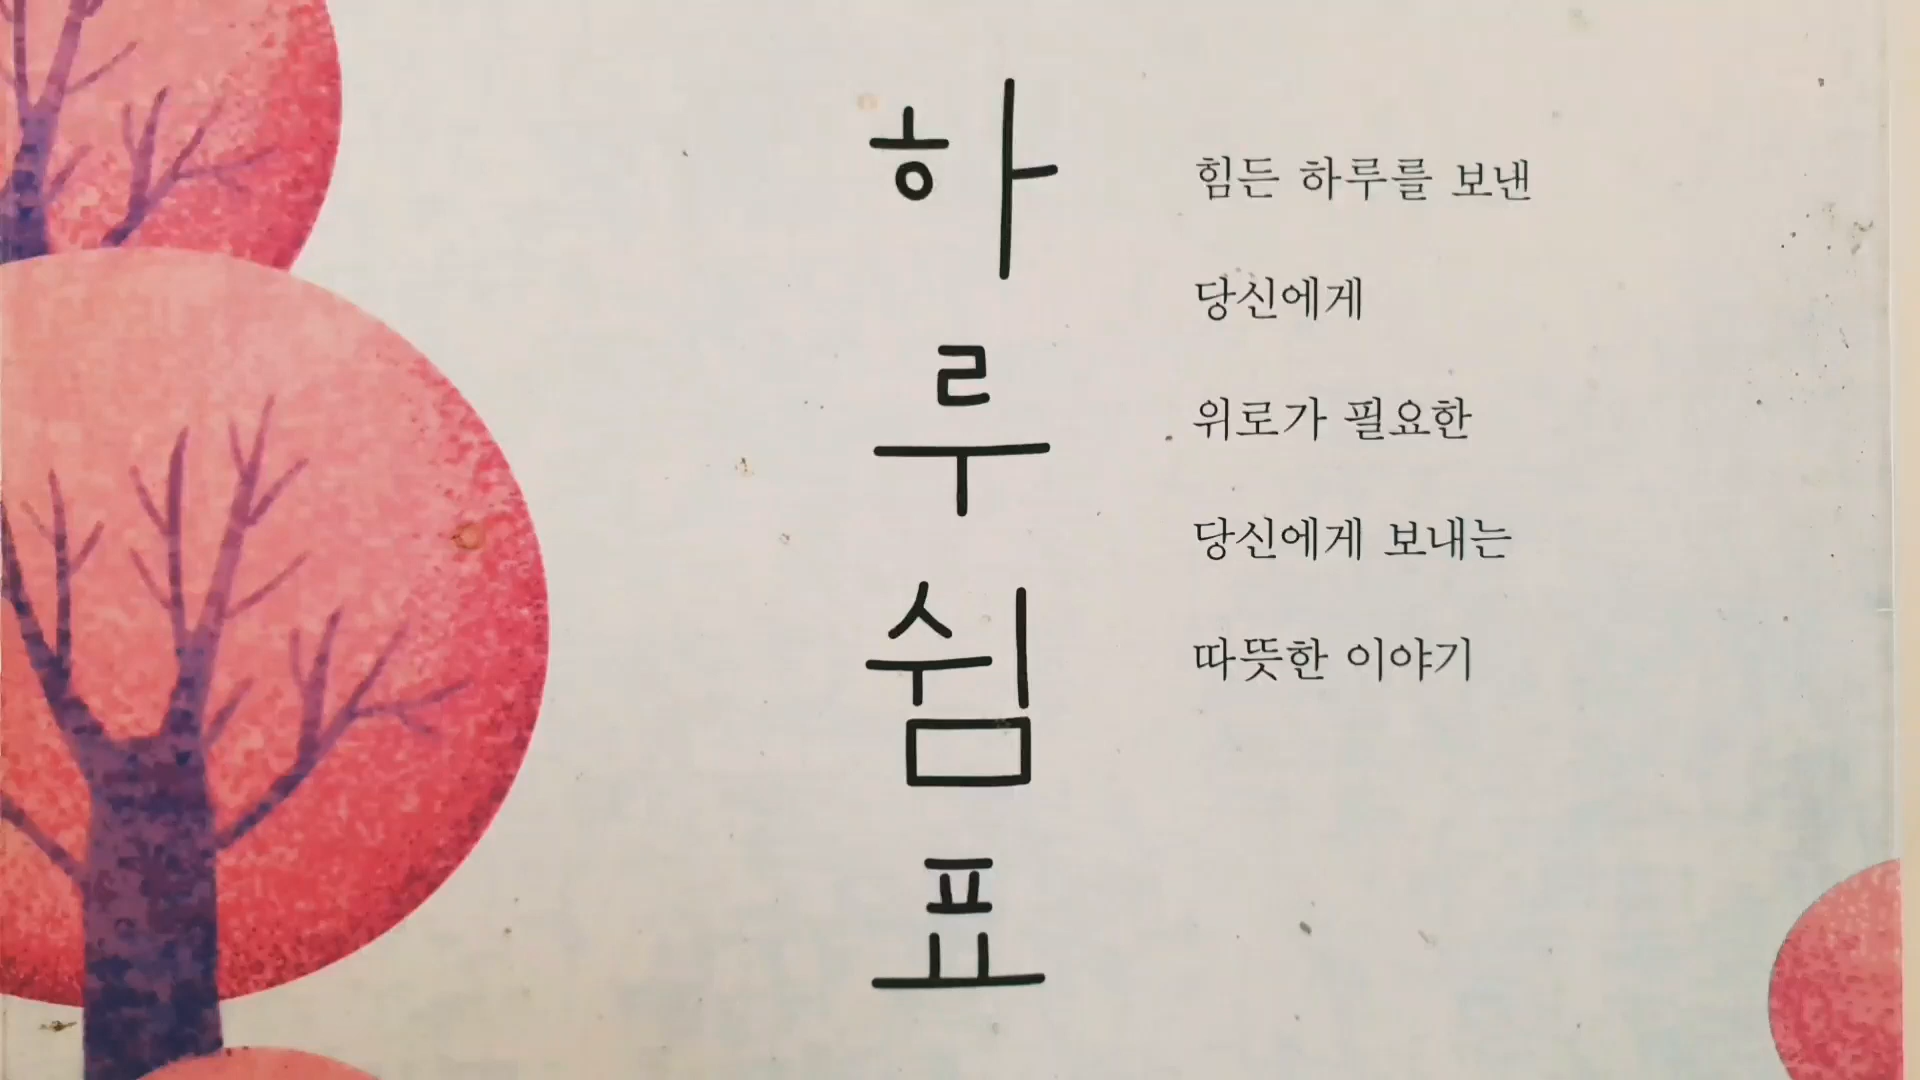 하루쉼표
힘든 하루를 보낸
당신에게
위로가 필요한
당신에게 보내는
따뜻한 이야기